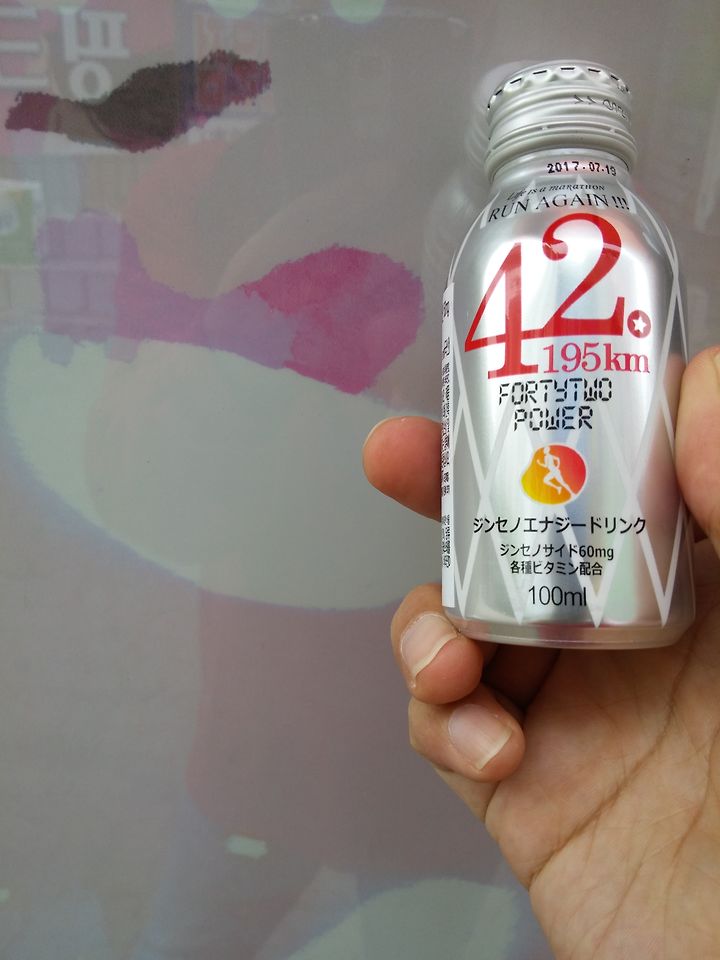 2017.07.19
Life is a marathon
RUN AGAIN!!!
42.
195km
FORTYTWO
POWER
ジンセノエナジードリンク
ジンセノサイド60mg
各種ビタミン配合
100ml